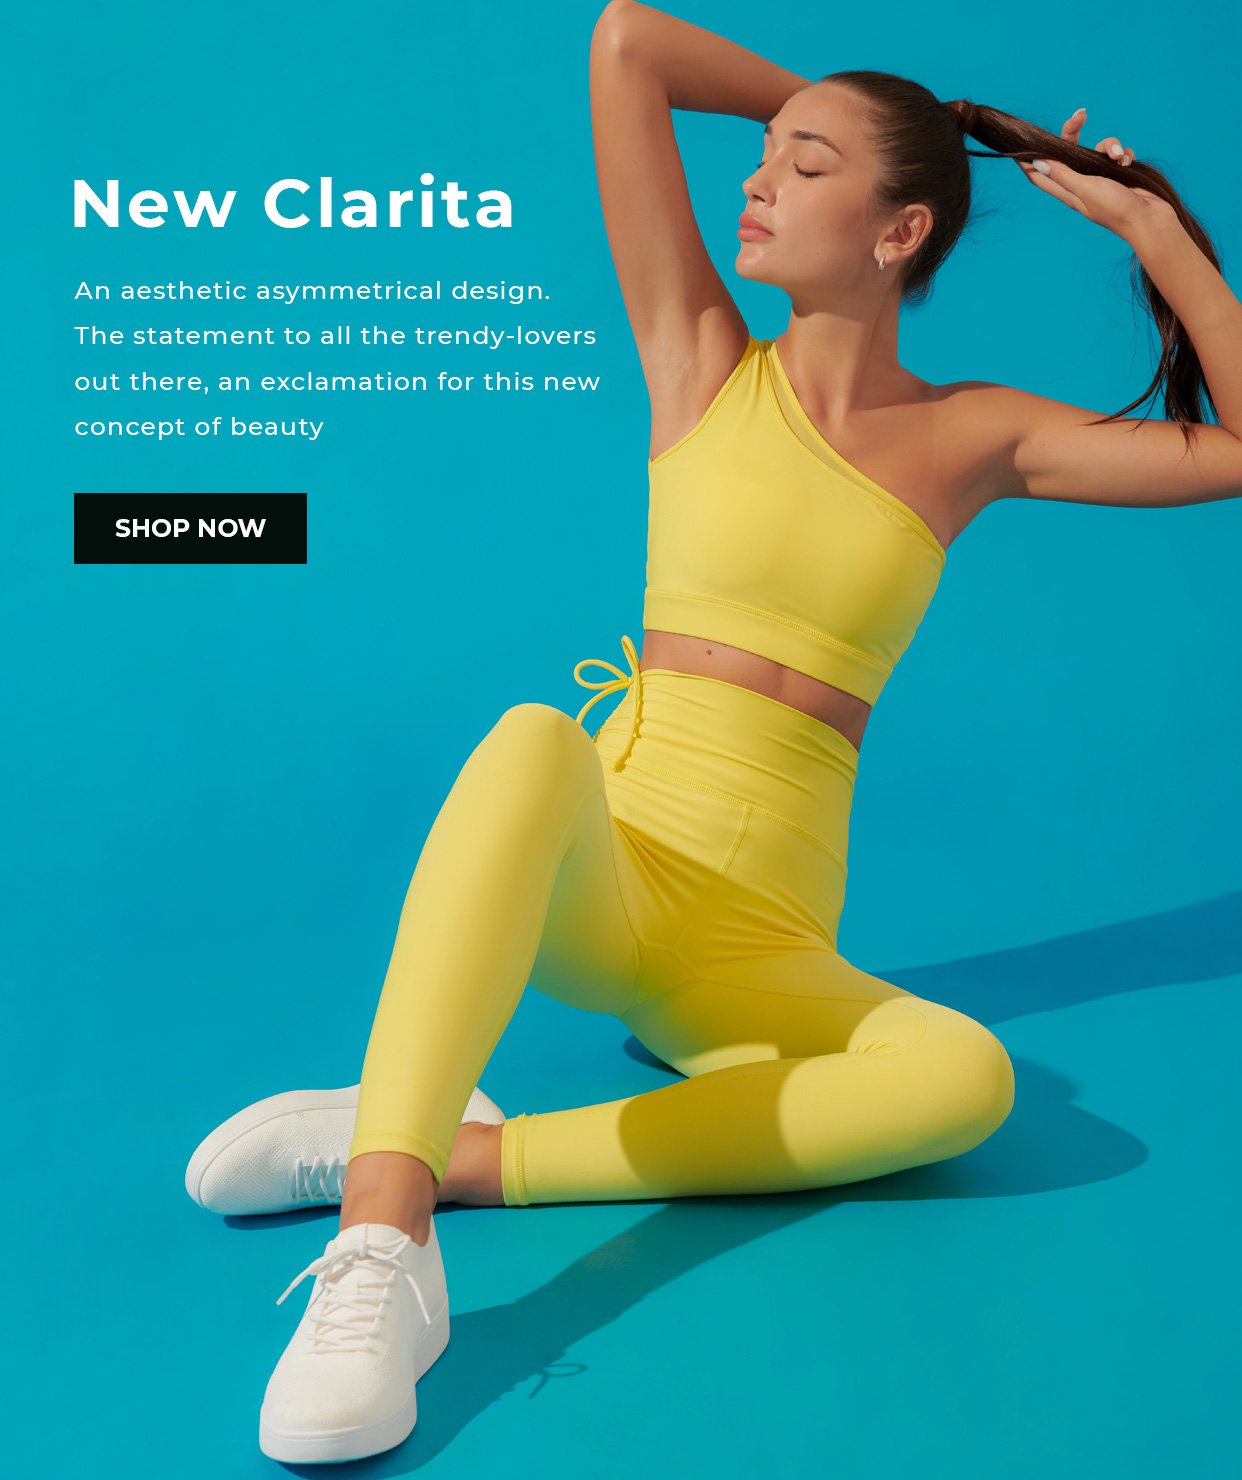 New Clarita
An aesthetic asymmetrical design.
The statement to all the trendy-lovers
out there, an exclamation for this new
concept of beauty
SHOP NOW